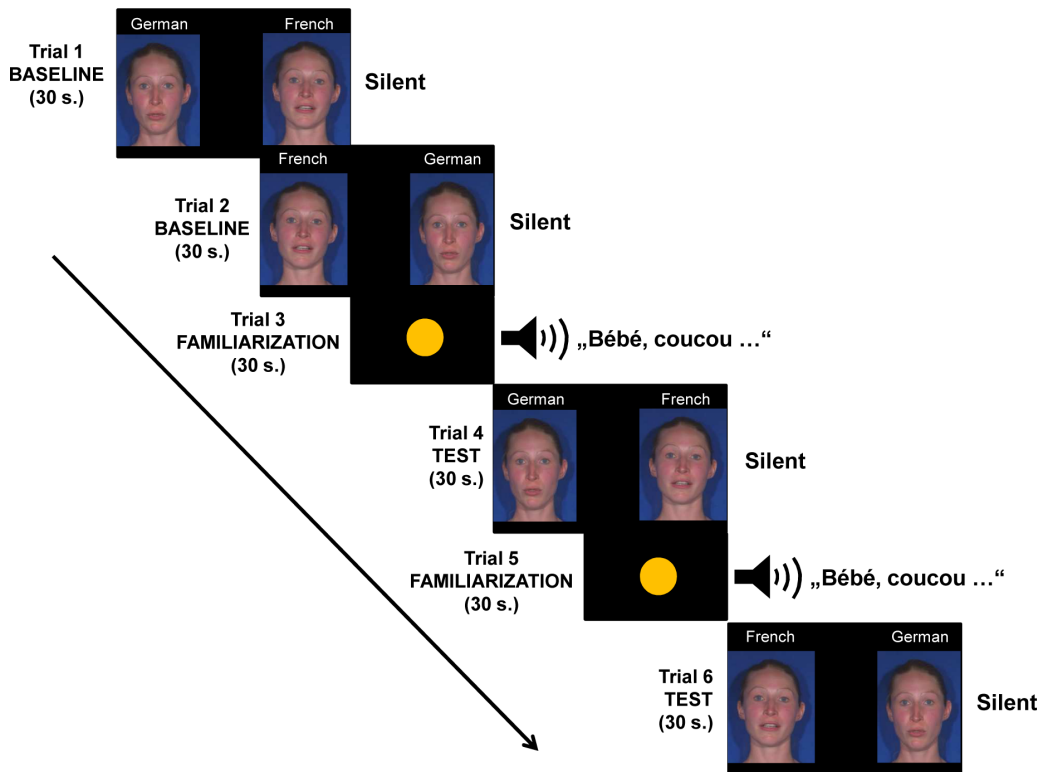 German French
Trial 1
BASELINE
(30 s.)
Silent
French German
Trial 2
BASELINE
(30 s.)
Silent
Trial 3
FAMILIARIZATION
(30 s.)
„Bébé, coucou …“
German French
Trial 4
TEST
(30 s.)
Silent
Trial 5
FAMILIARIZATION
(30 s.)
„Bébé, coucou …“
French German
Trial 6
TEST
(30 s.)
Silent